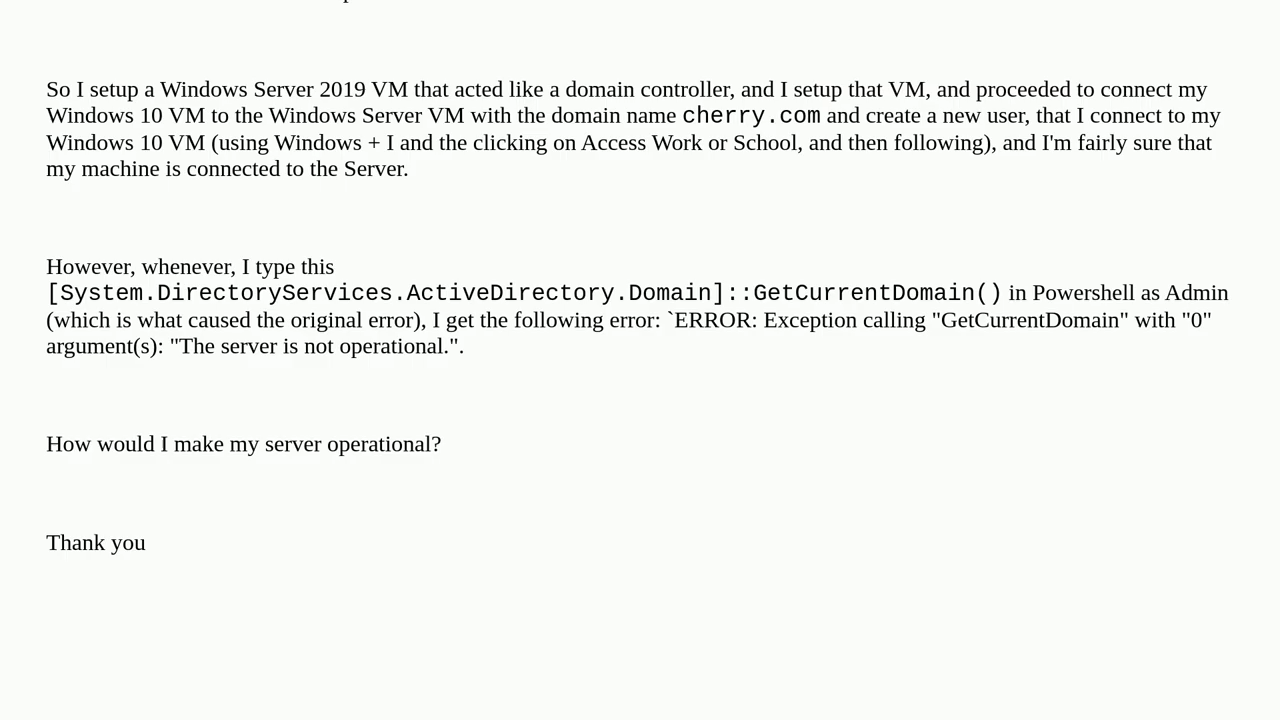 So I setup a Windows Server 2019 VM that acted like a domain controller, and I setup that VM, and proceeded to connect my
Windows 10 VM to the Windows Server VM with the domain name cherry.com and create a new user, that I connect to my
Windows 10 VM (using Windows + I and the clicking on Access Work or School, and then following), and I'm fairly sure that
my machine is connected to the Server.
However, whenever, I type this
[System.DirectoryServices.ActiveDirectory.Domain]::GetCurrentDomain() in Powershell as Admin
(which is what caused the original error), I get the following error: `ERROR: Exception calling "GetCurrentDomain" with "0"
argument(s): "The server is not operational.".
How would I make my server operational?
Thank you